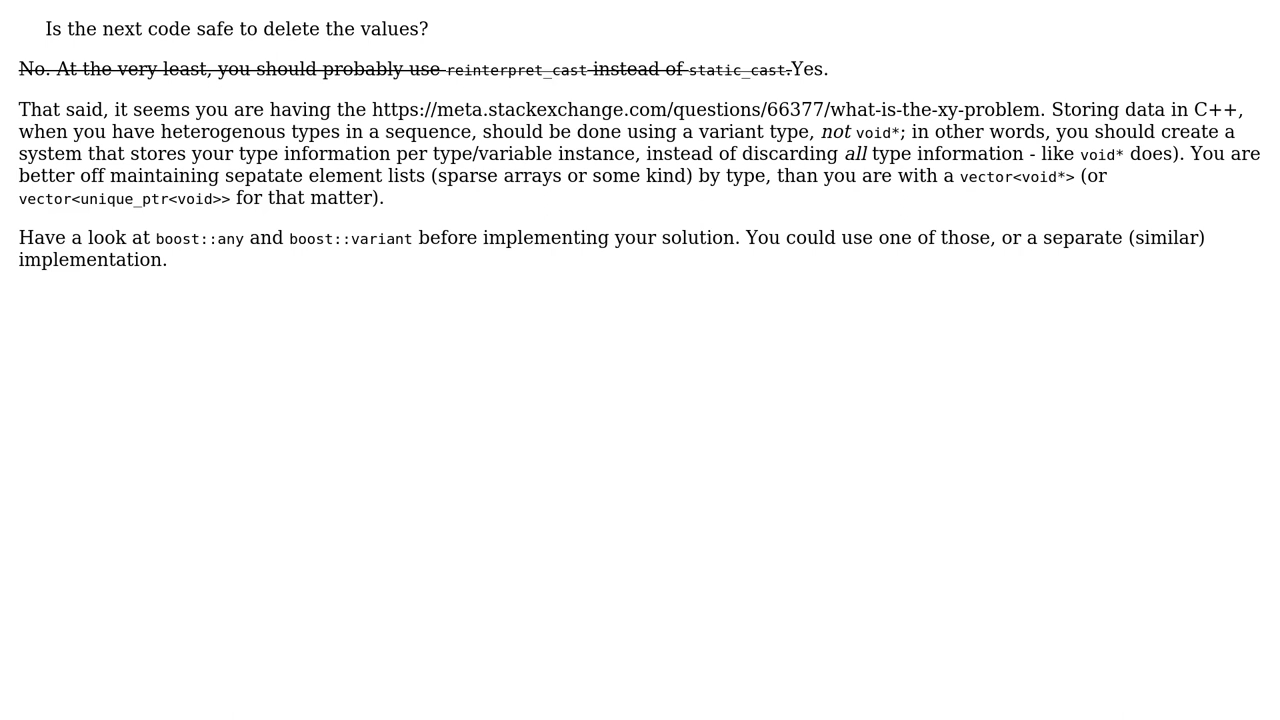 Is the next code safe to delete the values?
No. At the very least, you should probably use reinterpret_cast instead of static_cast.Yes.
That said, it seems you are having the https://meta.stackexchange.com/questions/66377/what-is-the-xy-problem. Storing data in C++,
when you have heterogenous types in a sequence, should be done using a variant type, not void*; in other words, you should create a
system that stores your type information per type/variable instance, instead of discarding all type information - like void* does). You are
better off maintaining sepatate element lists (sparse arrays or some kind) by type, than you are with a vector<void*> (or
vector<unique_ptr<void>> for that matter).
Have a look at boost::any and boost::variant before implementing your solution. You could use one of those, or a separate (similar)
implementation.